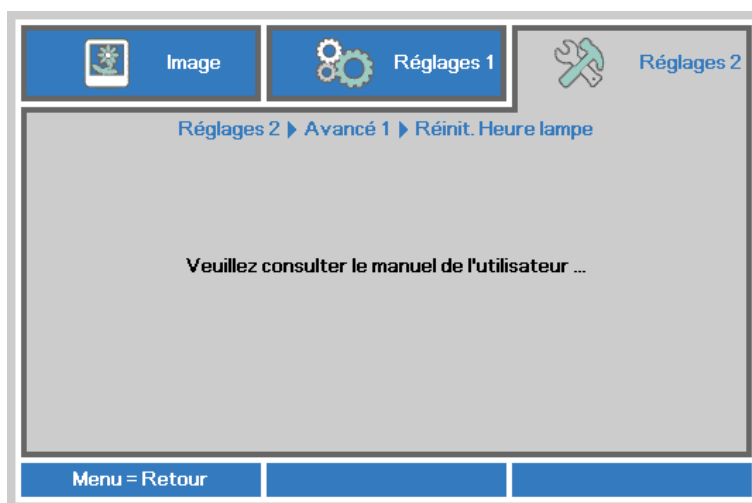 Image
Réglages 1
Réglages 2
Réglages 2 ▶ Avancé 1 ▶ Réinit. Heure lampe
Veuillez consulter le manuel de l'utilisateur ...
Menu = Retour